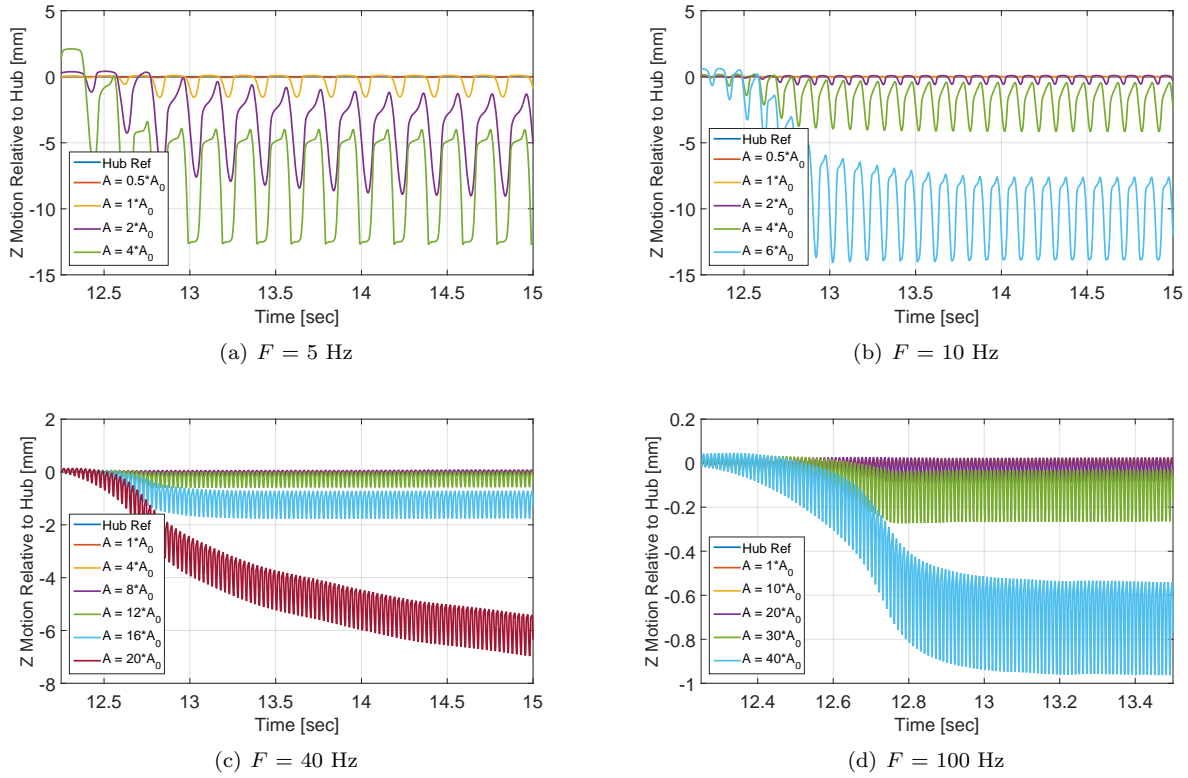 5
0
-5
-10
-15
Z Motion Relative to Hub [mm]
Hub Ref
A = 0.5*A0
A = 1*A0
A = 2*A0
A = 4*A0
12.5 13 13.5 14 14.5 15
Time [sec]
(a) F = 5 Hz
5
0
-5
-10
-15
Z Motion Relative to Hub [mm]
Hub Ref
A = 0.5*A0
A = 1*A0
A = 2*A0
A = 4*A0
A = 6*A0
12.5 13 13.5 14 14.5 15
Time [sec]
(b) F = 10 Hz
2
0
-2
-4
-6
-8
Z Motion Relative to Hub [mm]
Hub Ref
A = 1*A0
A = 4*A0
A = 8*A0
A = 12*A0
A = 16*A0
A = 20*A0
12.5 13 13.5 14 14.5 15
Time [sec]
(c) F = 40 Hz
0.2
0
-0.2
-0.4
-0.6
-0.8
-1
Z Motion Relative to Hub [mm]
Hub Ref
A = 1*A0
A = 10*A0
A = 20*A0
A = 30*A0
A = 40*A0
12.4 12.6 12.8 13 13.2 13.4
Time [sec]
(d) F = 100 Hz